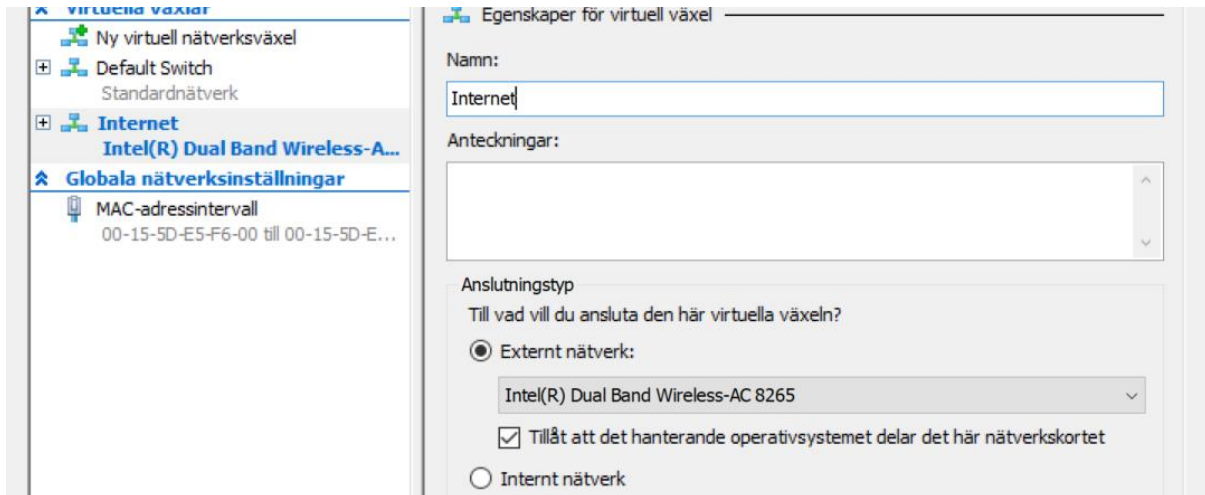 Virtuella växlar
Ny virtuell nätverksväxel
Default Switch
Standardnätverk
Internet
Intel(R) Dual Band Wireless-A...
Globala nätverksinställningar
MAC-adressintervall
00-15-5D-E5-F6-00 till 00-15-5D-E...
Egenskaper för virtuell växel
Namn:
Internet
Anteckningar:
Anslutningstyp
Till vad vill du ansluta den här virtuella växeln?
Externt nätverk:
Intel(R) Dual Band Wireless-AC 8265
Tillåt att det hanterande operativsystemet delar det här nätverkskortet
Internt nätverk